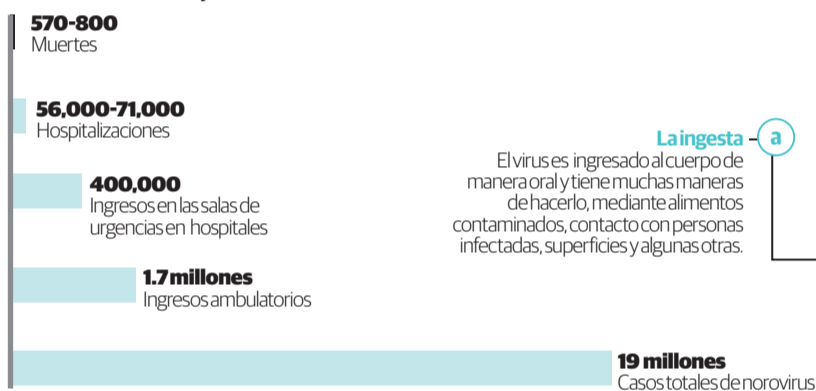 570-800
Muertes
56,000-71,000
Hospitalizaciones
400,000
Ingresos en las salas de
urgencias en hospitales
1.7 millones
Ingresos ambulatorios
19 millones
Casos totales de norovirus
La ingesta
a
El virus es ingresado al cuerpo de
manera oral y tiene muchas maneras
de hacerlo, mediante alimentos
contaminados, contacto con personas
infectadas, superficies y algunas otras.